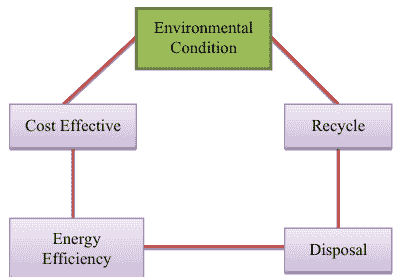 Environmental
Condition
Cost Effective
Recycle
Energy
Efficiency
Disposal